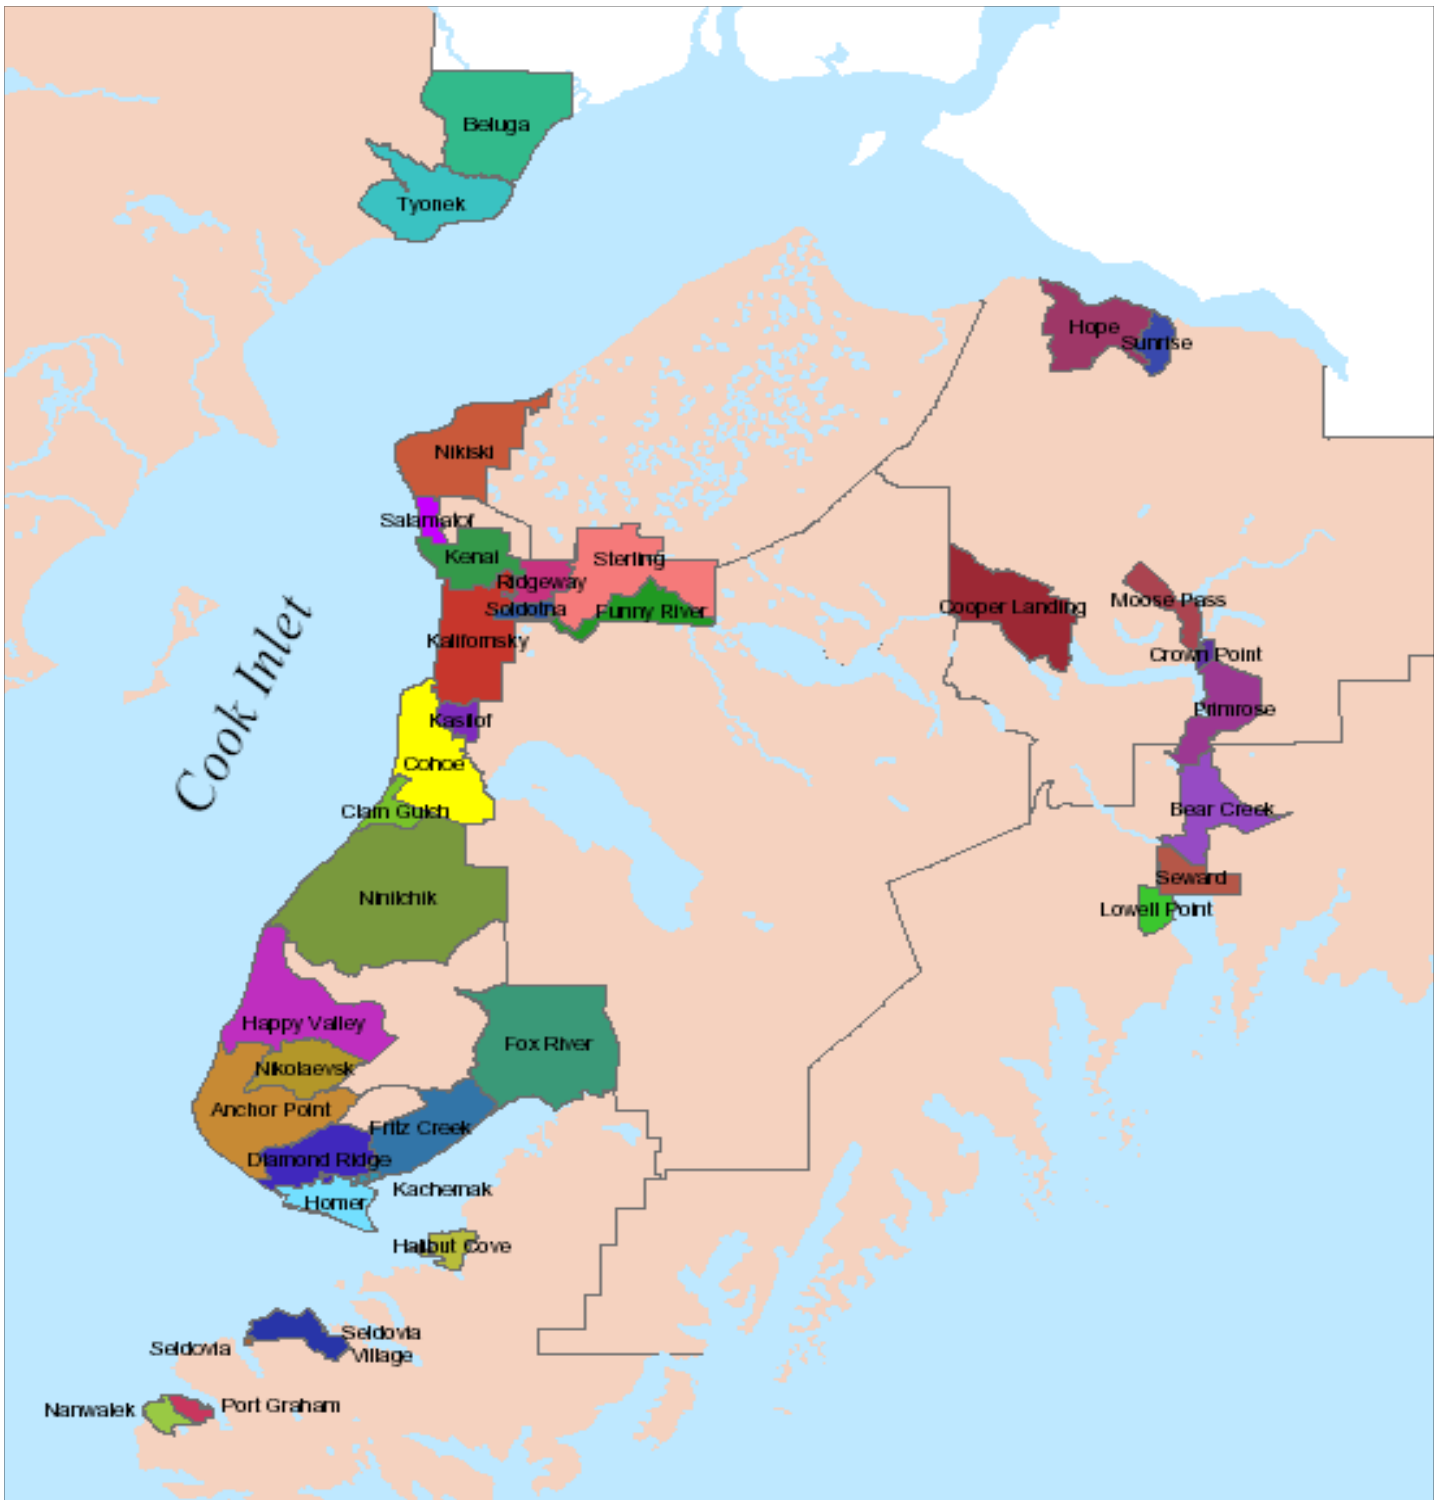 Beluga
Tyonek
Hope
Sunrise
Nikiski
Salamatof
Kenai
Sterling
Ridgeway
Soldotna
Funny River
Cooper Landing
Moose Pass
Kalifornsky
Crown Point
Cook Inlet
Kasilof
Primrose
Cohoe
Clam Gulch
Bear Creek
Seward
Ninilchik
Lowell Point
Happy Valley
Fox River
Nikolaevsk
Anchor Point
Fritz Creek
Diamond Ridge
Kachemak
Homer
Halibut Cove
Seldovia
Seldovia
Village
Nanwalek
Port Graham